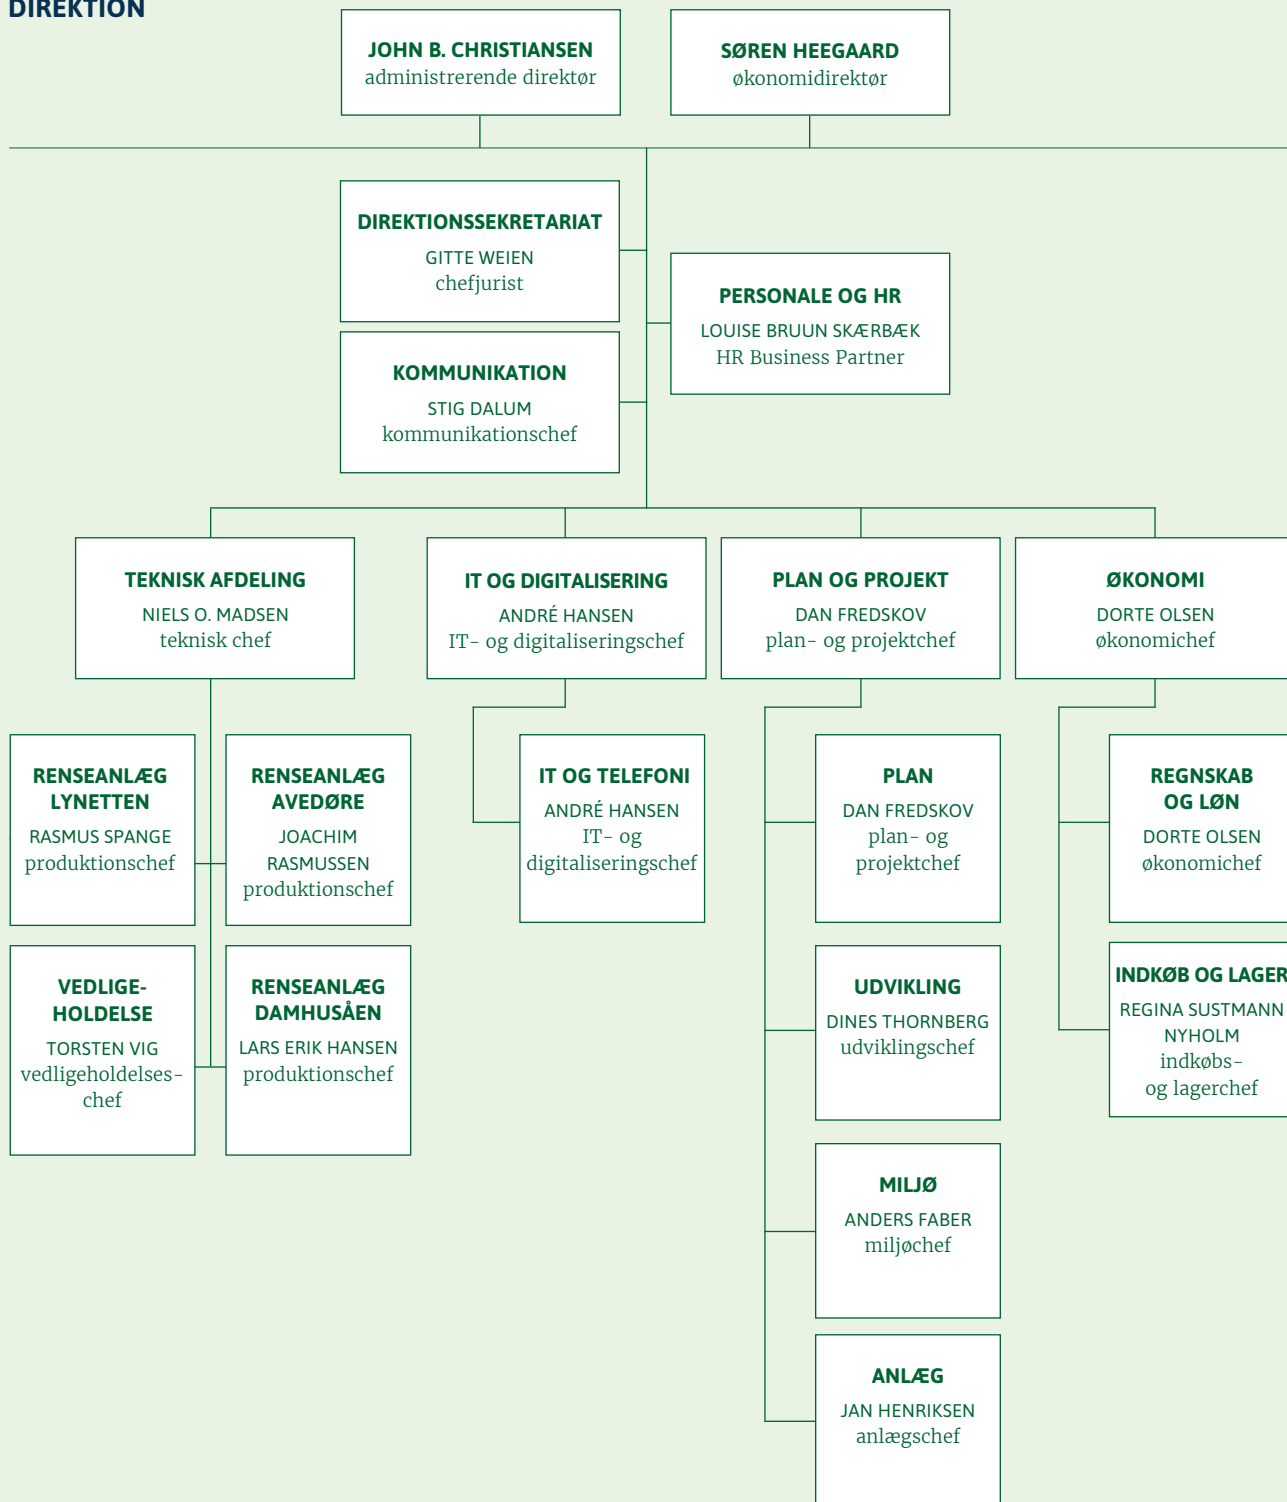 DIREKTION
JOHN B. CHRISTIANSEN
administrerende direktør
SØREN HEEGAARD
økonomidirektør
DIREKTIONSSEKRETARIAT
GITTE WEIEN
chefjurist
PERSONALE OG HR
LOUISE BRUUN SKÆRBÆK
HR Business Partner
KOMMUNIKATION
STIG DALUM
kommunikationschef
TEKNISK AFDELING
NIELS O. MADSEN
teknisk chef
IT OG DIGITALISERING
ANDRÉ HANSEN
IT- og digitaliseringschef
PLAN OG PROJEKT
DAN FREDSKOV
plan- og projektchef
ØKONOMI
DORTE OLSEN
økonomichef
RENSEANLÆG
LYNETTEN
RASMUS SPANGE
produktionschef
RENSEANLÆG
AVEDØRE
JOACHIM
RASMUSSEN
produktionschef
VEDLIGE-
HOLDELSE
TORSTEN VIG
vedligeholdelses-
chef
RENSEANLÆG
DAMHUSÅEN
LARS ERIK HANSEN
produktionschef
IT OG TELEFONI
ANDRÉ HANSEN
IT- og
digitaliseringschef
PLAN
DAN FREDSKOV
plan- og
projektchef
UDVIKLING
DINES THORNBERG
udviklingschef
MILJØ
ANDERS FABER
miljøchef
ANLÆG
JAN HENRIKSEN
anlægschef
REGNSKAB
OG LØN
DORTE OLSEN
økonomichef
INDKØB OG LAGER
REGINA SUSTMANN
NYHOLM
indkøbs-
og lagerchef